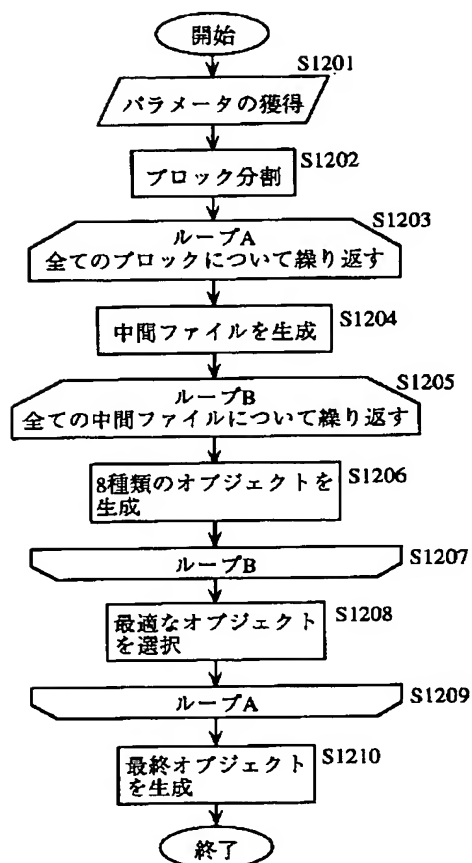 開始
S1201
パラメータの獲得
S1202
ブロック分割
S1203
ループA
全てのブロックについて繰り返す
S1204
中間ファイルを生成
S1205
ループB
全ての中間ファイルについて繰り返す
S1206
8種類のオブジェクトを
生成
S1207
ループB
S1208
最適なオブジェクト
を選択
S1209
ループA
S1210
最終オブジェクト
を生成
終了